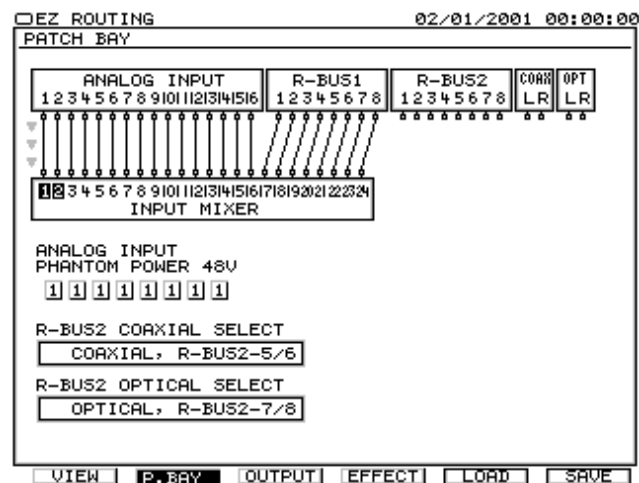 EZ ROUTING 02/01/2001 00:00:00
PATCH BAY
ANALOG INPUT R-BUS1 R-BUS2 COAX OPT
1 2 3 4 5 6 7 8 9 10 11 12 13 14 15 16 1 2 3 4 5 6 7 8 1 2 3 4 5 6 7 8 L R L R
1 2 3 4 5 6 7 8 9 10 11 12 13 14 15 16 17 18 19 20 21 22 23 24
INPUT MIXER
ANALOG INPUT
PHANTOM POWER 48V
1 1 1 1 1 1 1 1
R-BUS2 COAXIAL SELECT
COAXIAL, R-BUS2-5/6
R-BUS2 OPTICAL SELECT
OPTICAL, R-BUS2-7/8
VIEW P.BAY OUTPUT EFFECT LOAD SAVE